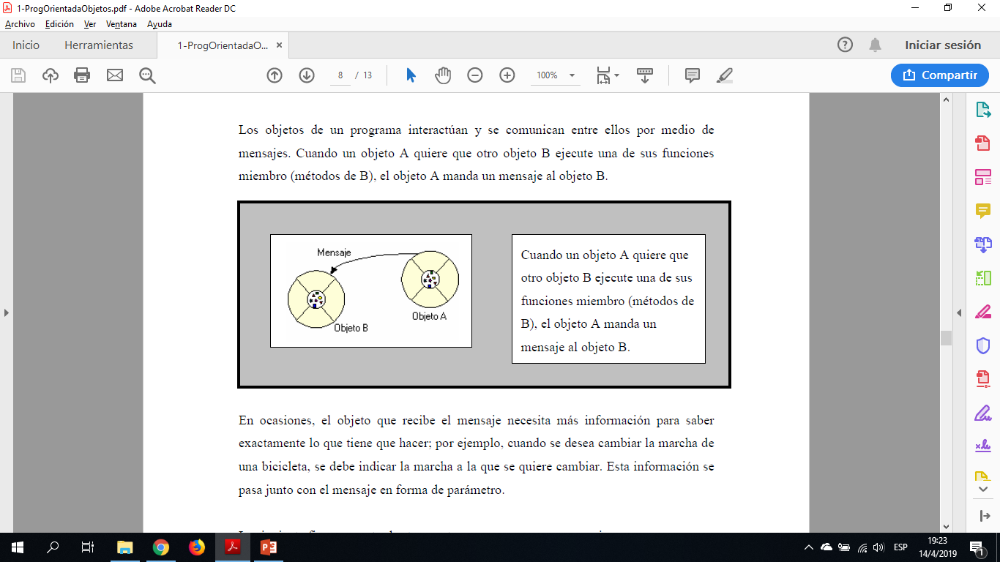 1-ProgOrientadaObjetos.pdf - Adobe Acrobat Reader DC
Archivo Edición Ver Ventana Ayuda
Inicio Herramientas 1-ProgOrientadaO... × Iniciar sesión
8 / 13 100% Compartir
Los objetos de un programa interactúan y se comunican entre ellos por medio de
mensajes. Cuando un objeto A quiere que otro objeto B ejecute una de sus funciones
miembro (métodos de B), el objeto A manda un mensaje al objeto B.
Mensaje
Objeto A
Objeto B
Cuando un objeto A quiere que
otro objeto B ejecute una de sus
funciones miembro (métodos de
B), el objeto A manda un
mensaje al objeto B.
En ocasiones, el objeto que recibe el mensaje necesita más información para saber
exactamente lo que tiene que hacer; por ejemplo, cuando se desea cambiar la marcha de
una bicicleta, se debe indicar la marcha a la que se quiere cambiar. Esta información se
pasa junto con el mensaje en forma de parámetro.
ESP
19:23
14/4/2019
1